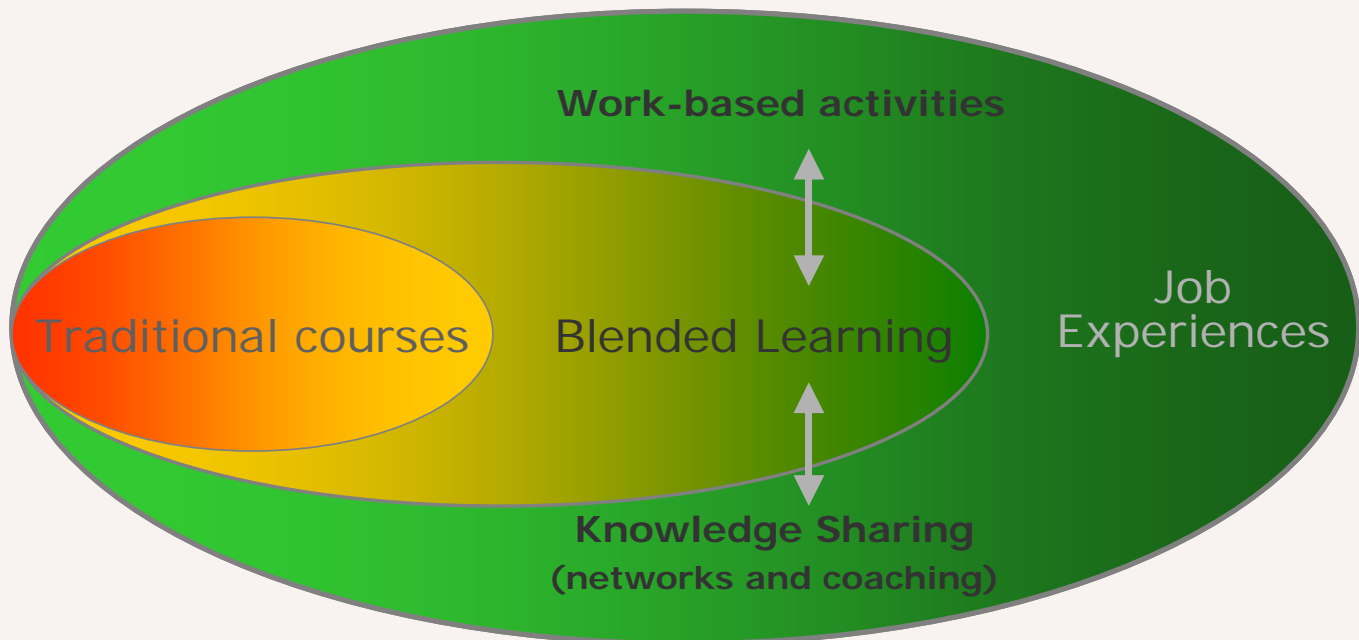 Work-based activities
Traditional courses
Blended Learning
Job
Experiences
Knowledge Sharing
(networks and coaching)